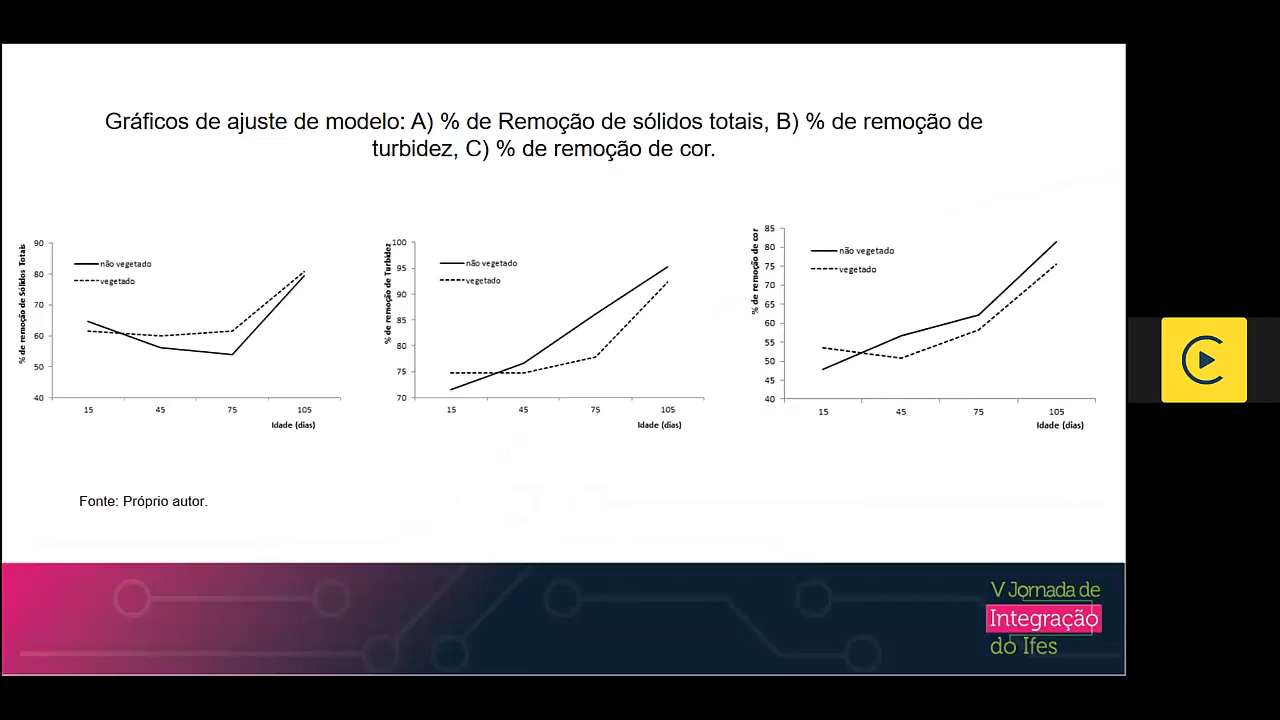 Gráficos de ajuste de modelo: A) % de Remoção de sólidos totais, B) % de remoção de
turbidez, C) % de remoção de cor.
% de remoção de Sólidos Totais
90
80
70
60
50
40
não vegetado
vegetado
15 45 75 105
Idade (dias)
% de remoção de Turbidez
100
95
90
85
80
75
70
não vegetado
vegetado
15 45 75 105
Idade (dias)
% de remoção de cor
85
80
75
70
65
60
55
50
45
40
não vegetado
vegetado
15 45 75 105
Idade (dias)
Fonte: Próprio autor.
V Jornada de
Integração
do Ifes